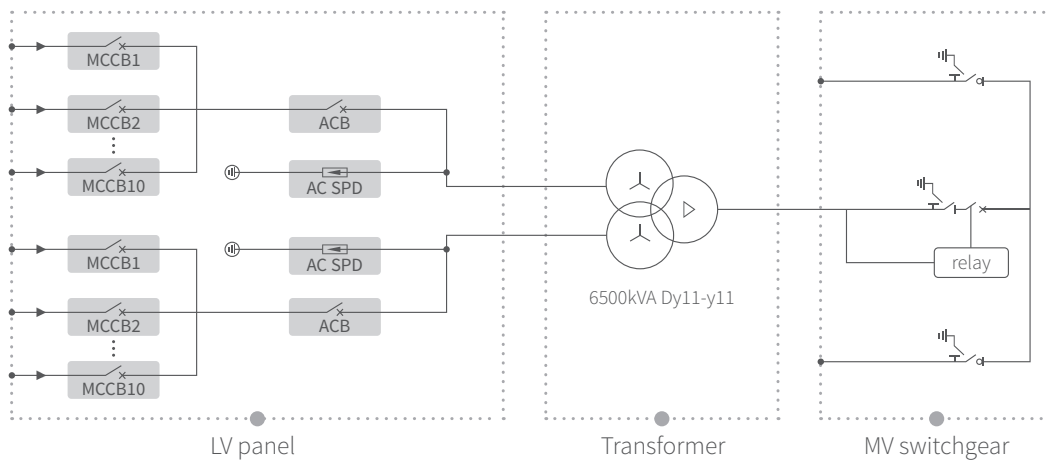 MCCB1
MCCB2
ACB
MCCB10
AC SPD
MCCB1
AC SPD
MCCB2
ACB
MCCB10
6500kVA Dy11-y11
relay
LV panel
Transformer
MV switchgear